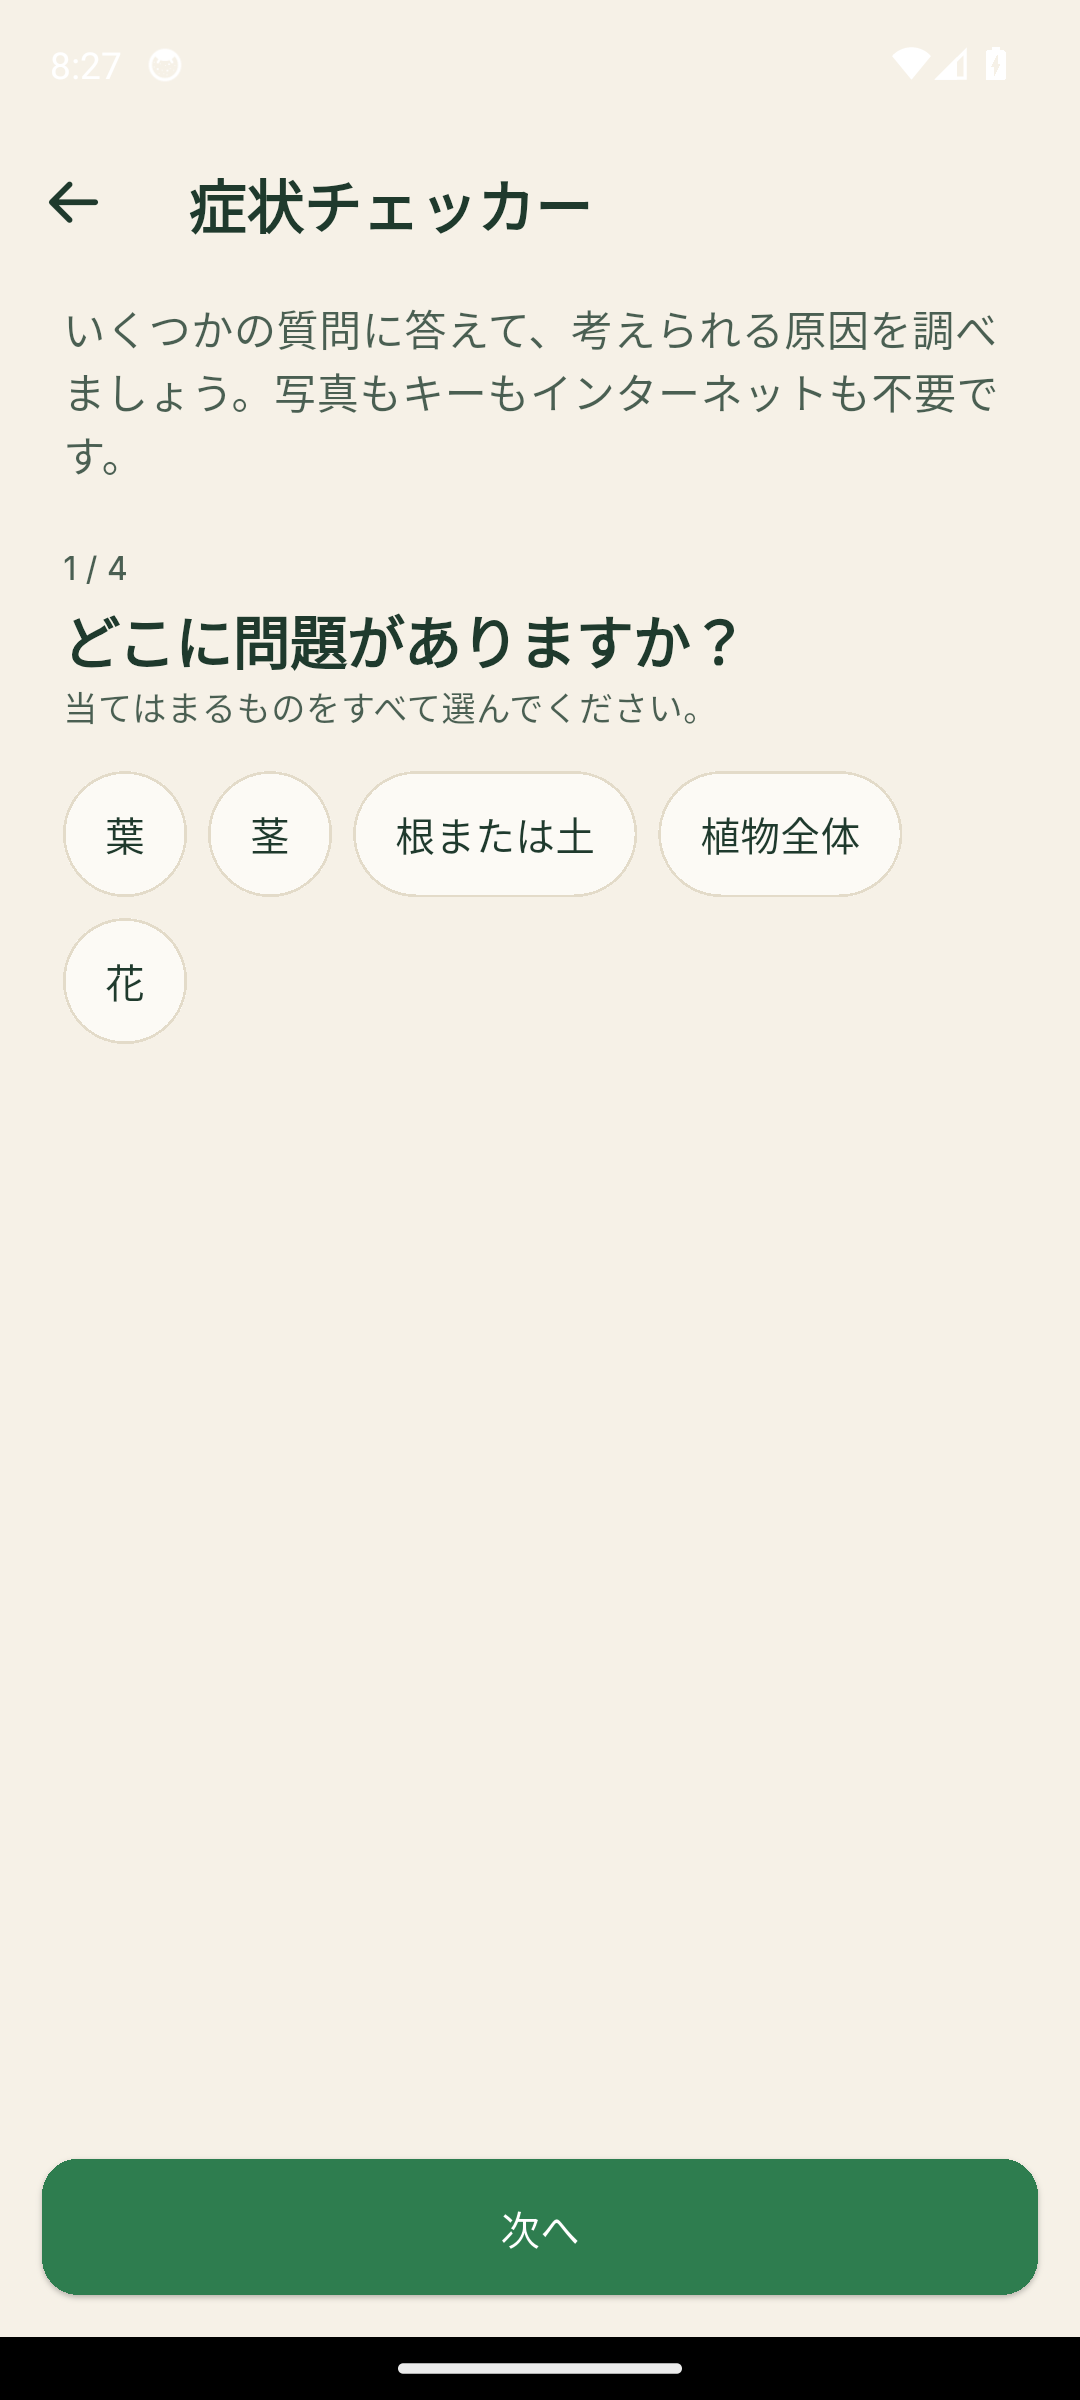 8:27
症状チェッカー
いくつかの質問に答えて、考えられる原因を調べ
ましょう。写真もキーもインターネットも不要で
す。
1 / 4
どこに問題がありますか？
当てはまるものをすべて選んでください。
葉 茎 根または土 植物全体
花
次へ